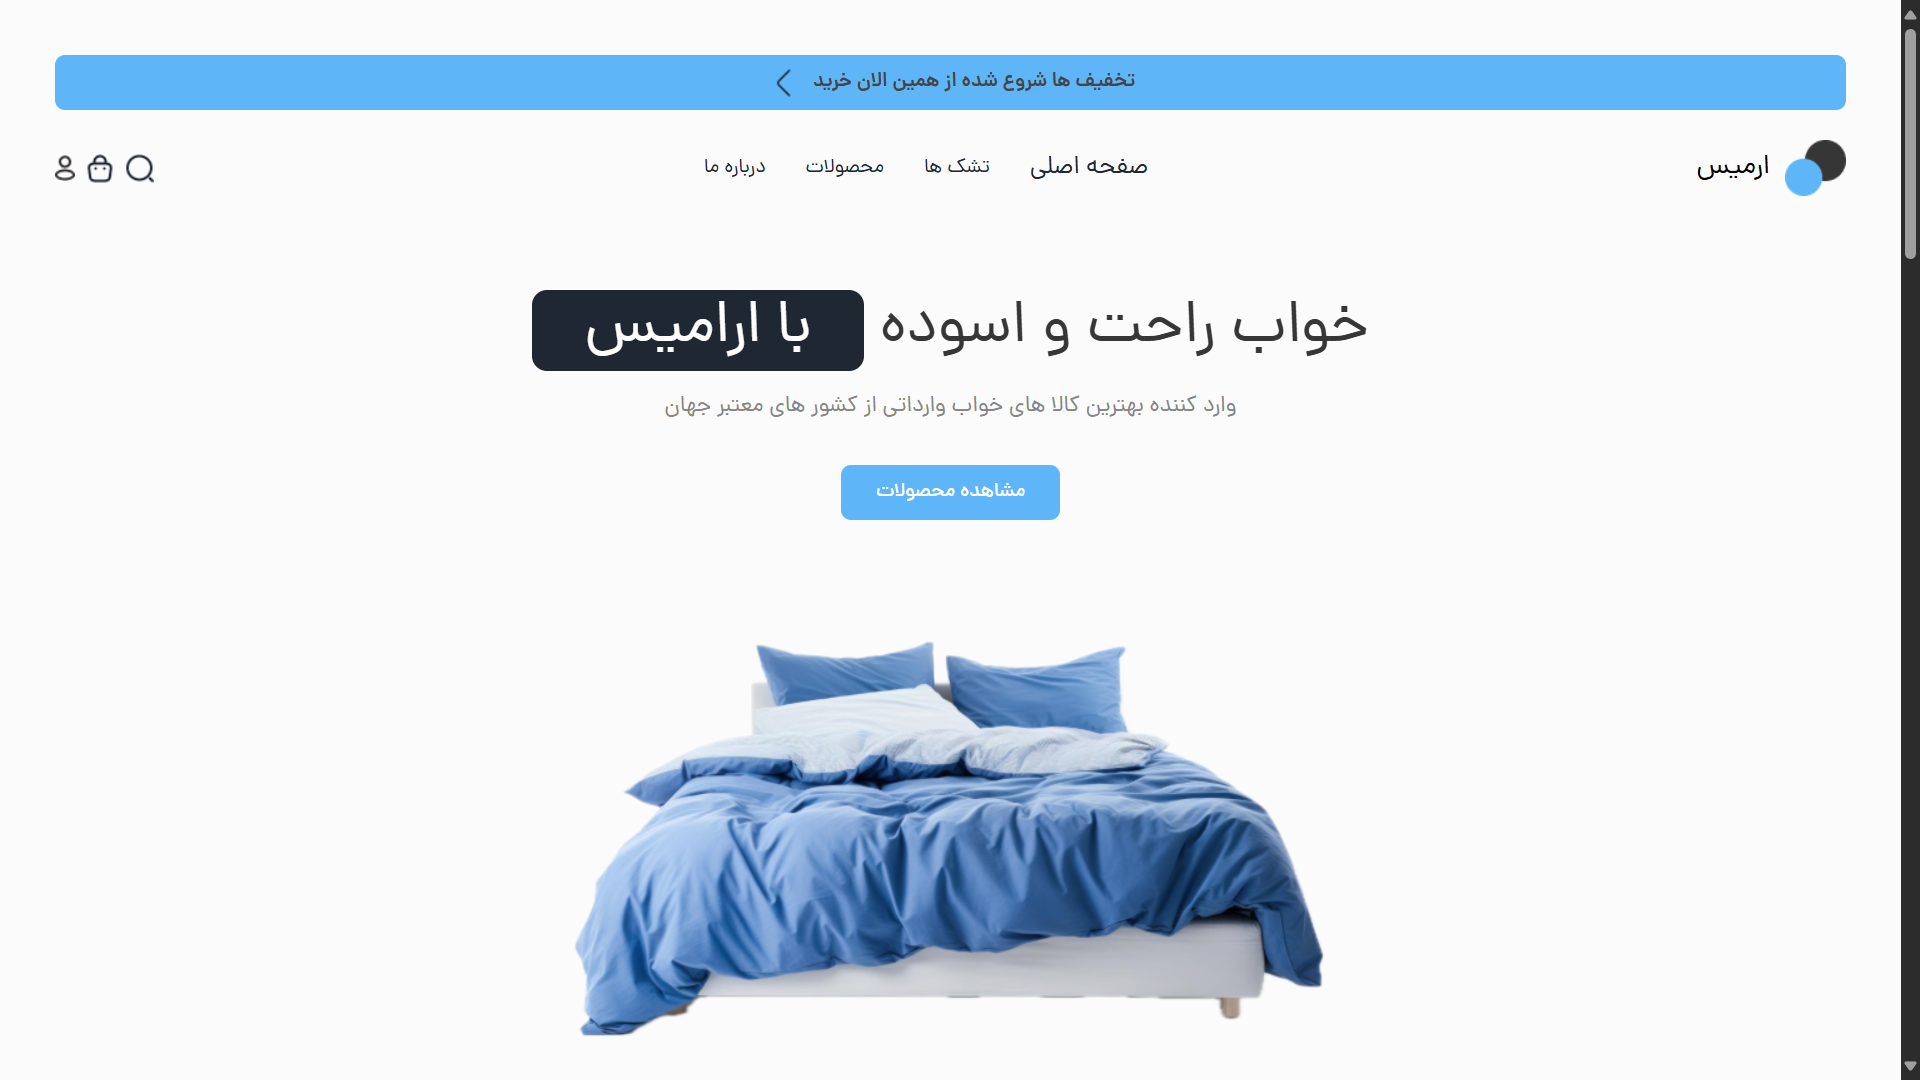 تخفیف ها شروع شده از همین الان خرید
ارمیس
صفحه اصلی تشک ها محصولات درباره ما
خواب راحت و اسوده با ارامیس
وارد کننده بهترین کالا های خواب وارداتی از کشور های معتبر جهان
مشاهده محصولات